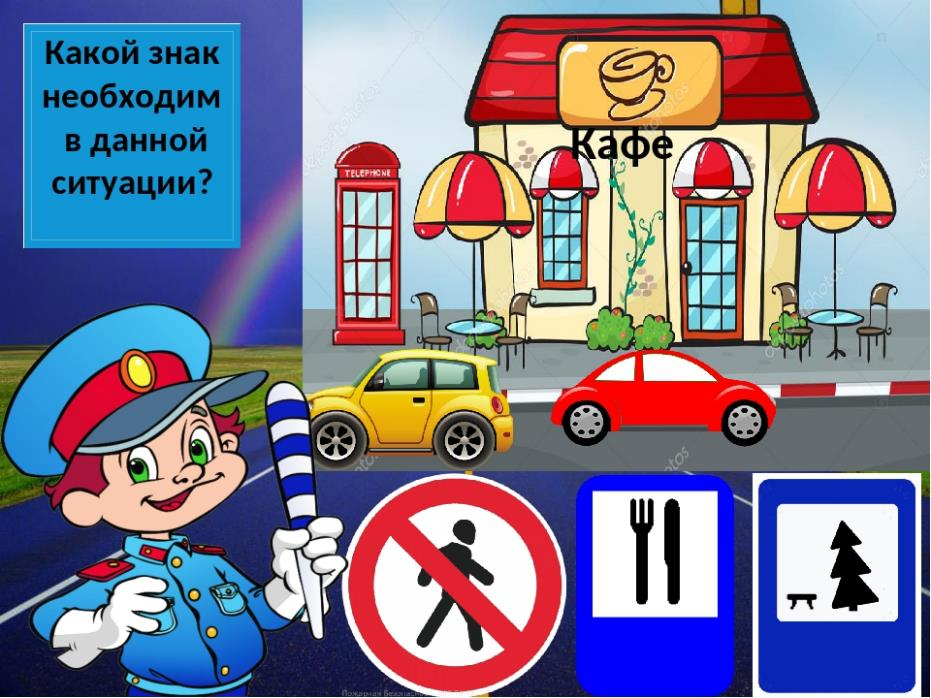 Какой знак
необходим
в данной
ситуации?
Кафе
TELEPHONE